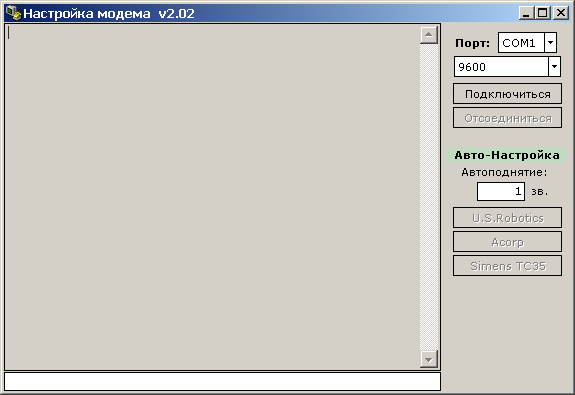 Настройка модема v2.02
Порт: COM1
9600
Подключиться
Отсоединиться
Авто-Настройка
Автоподнятие:
1 зв.
U.S.Robotics
Acorp
Simens TC35